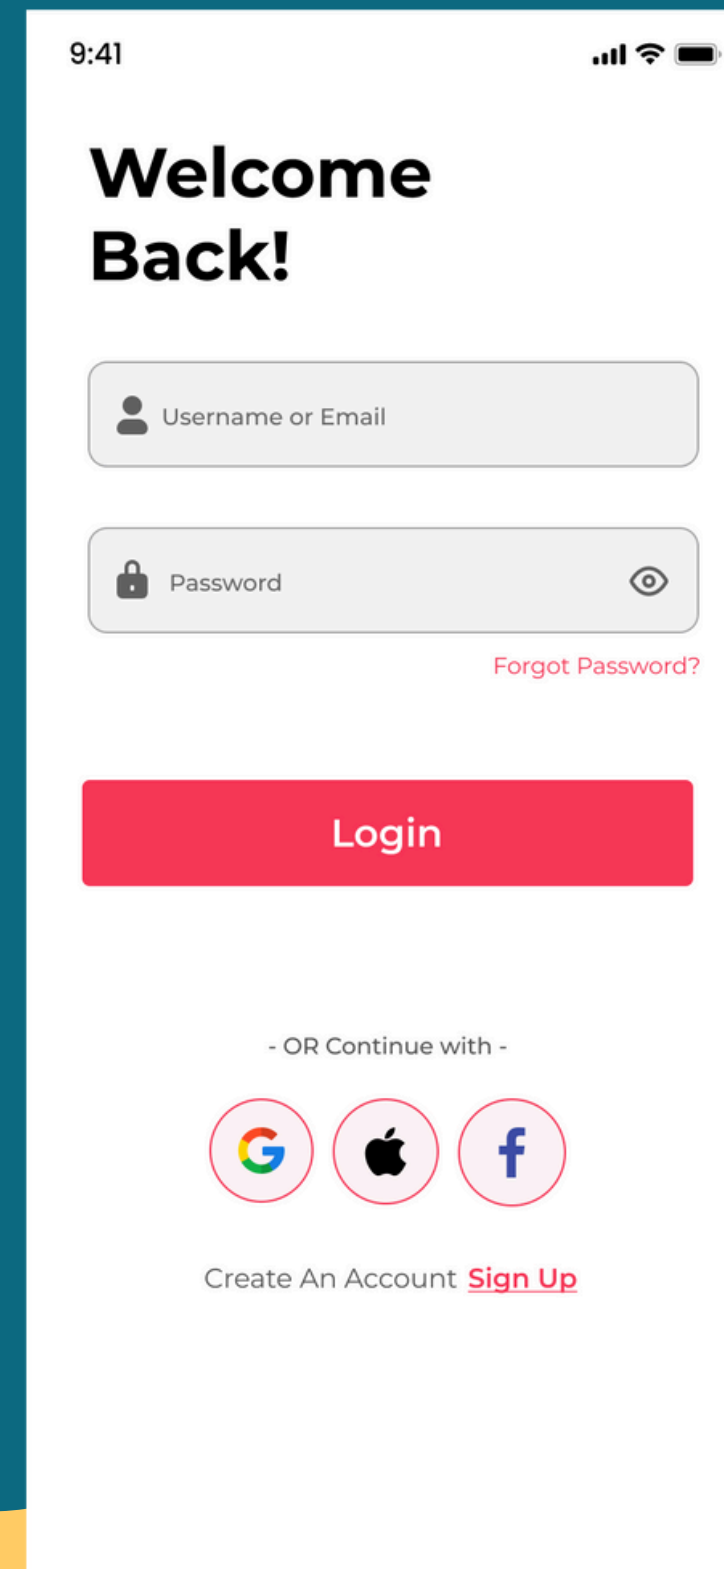 9:41
Welcome
Back!
Username or Email
Password
Forgot Password?
Login
- OR Continue with -
Create An Account Sign Up